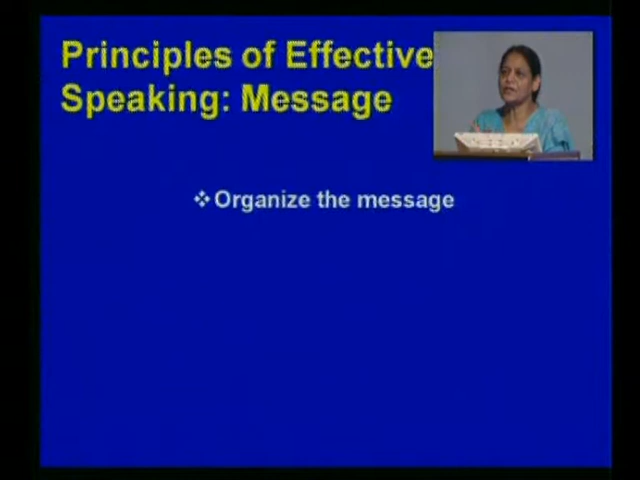 Principles of Effective
Speaking: Message
❖Organize the message